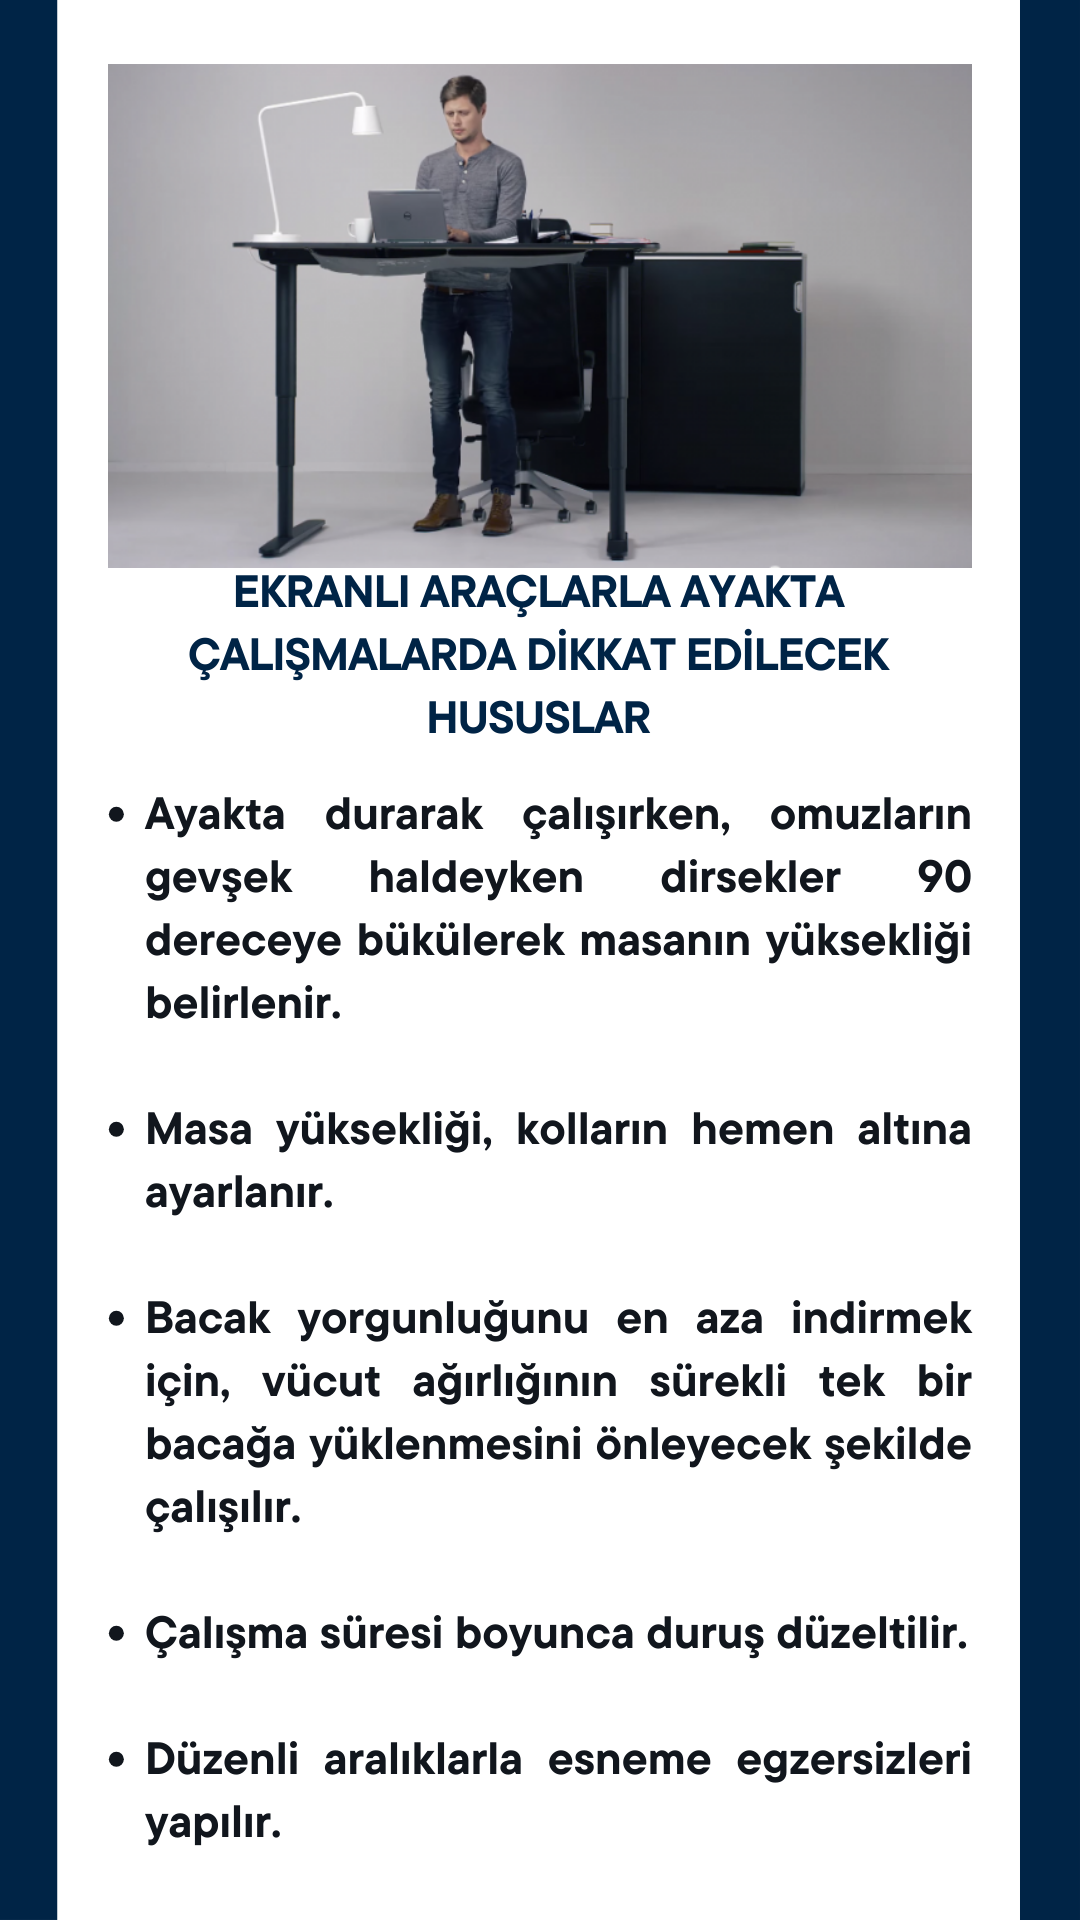 EKRANLI ARAÇLARLA AYAKTA
ÇALIŞMALARDA DİKKAT EDİLECEK
HUSUSLAR
• Ayakta durarak çalışırken, omuzların
gevşek haldeyken dirsekler 90
dereceye bükülerek masanın yüksekliği
belirlenir.
• Masa yüksekliği, kolların hemen altına
ayarlanır.
• Bacak yorgunluğunu en aza indirmek
için, vücut ağırlığının sürekli tek bir
bacağa yüklenmesini önleyecek şekilde
çalışılır.
• Çalışma süresi boyunca duruş düzeltilir.
• Düzenli aralıklarla esneme egzersizleri
yapılır.